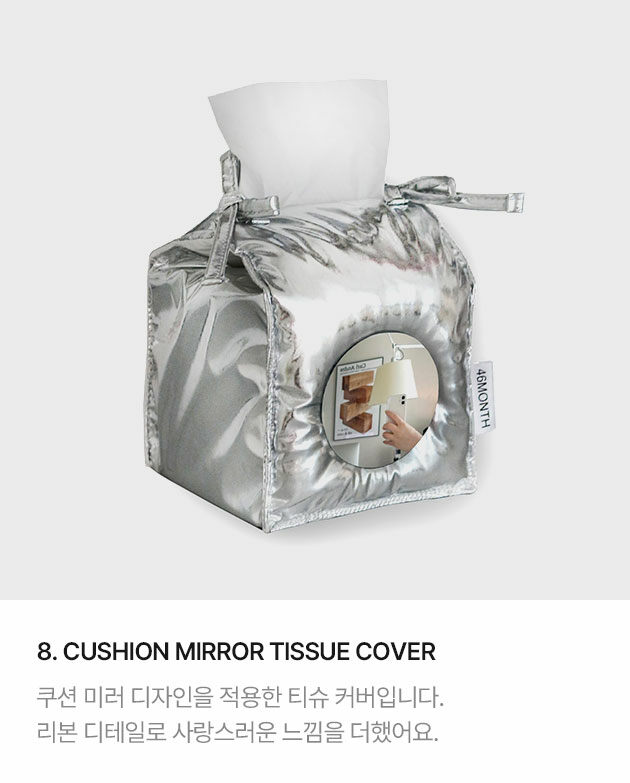 Carl Andre
46MONTH
8. CUSHION MIRROR TISSUE COVER
쿠션 미러 디자인을 적용한 티슈 커버입니다.
리본 디테일로 사랑스러운 느낌을 더했어요.